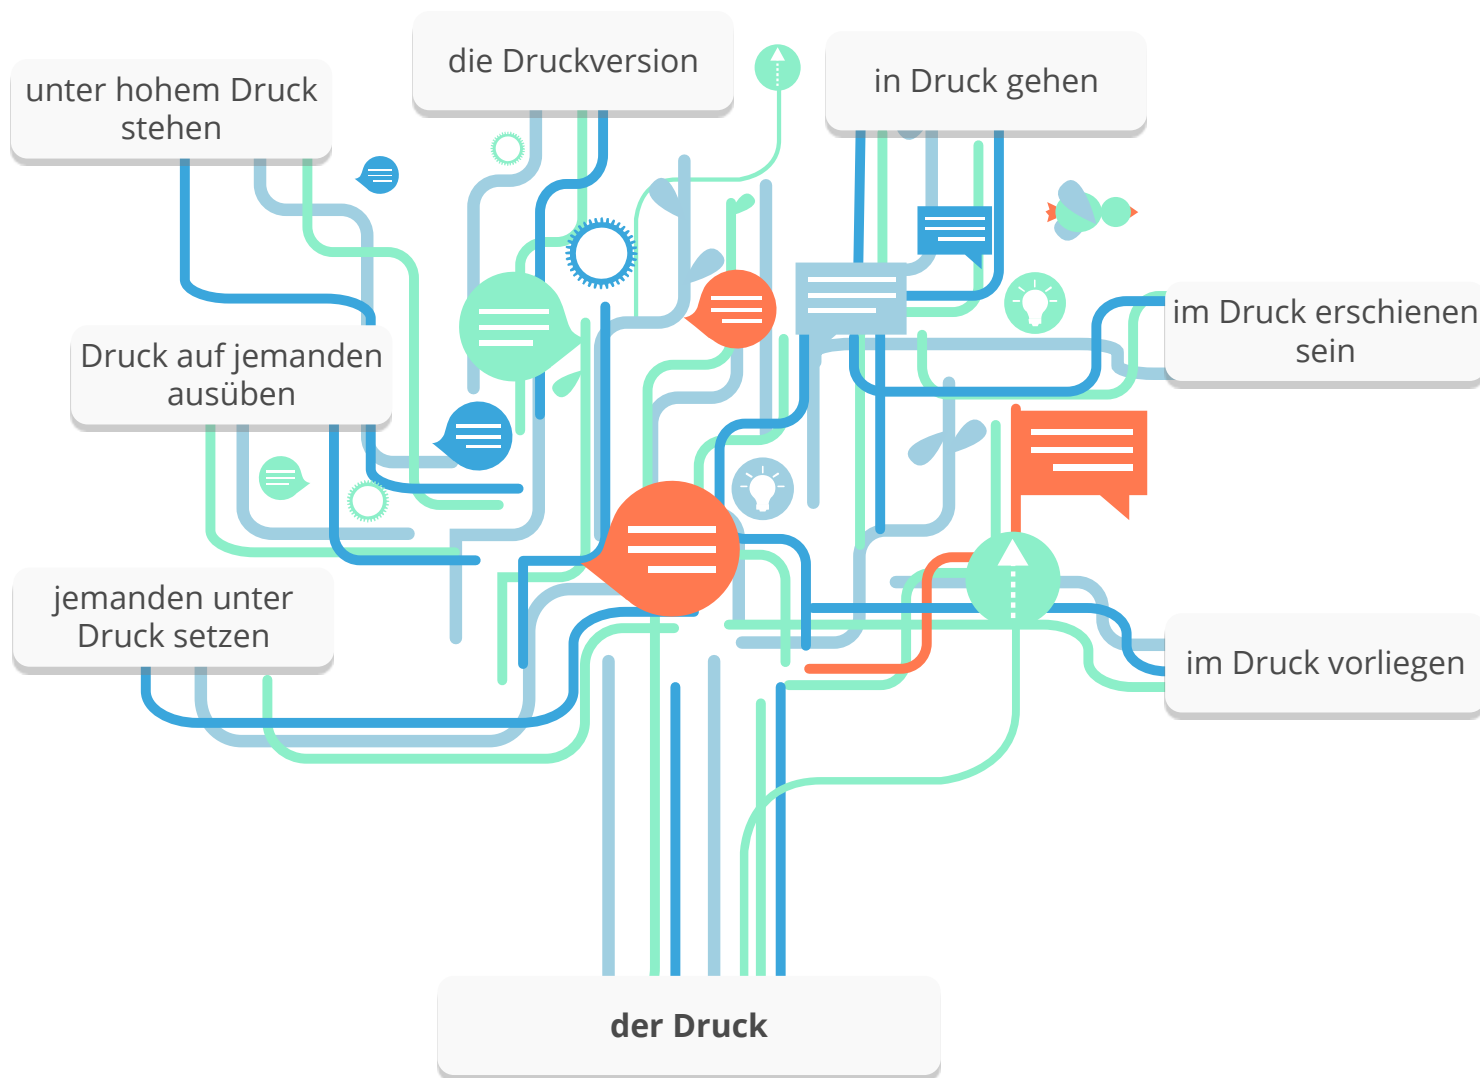 die Druckversion
in Druck gehen
unter hohem Druck
stehen
im Druck erschienen
sein
Druck auf jemanden
ausüben
jemanden unter
Druck setzen
im Druck vorliegen
der Druck